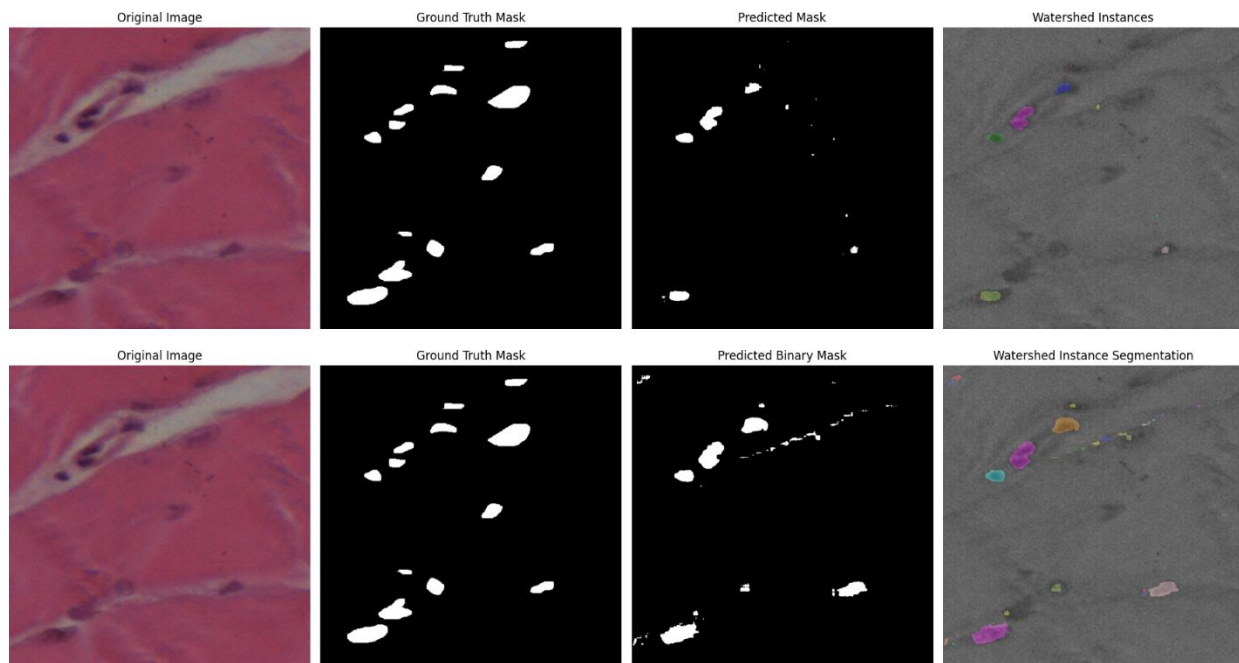 Original Image
Ground Truth Mask
Predicted Mask
Watershed Instances
Original Image
Ground Truth Mask
Predicted Binary Mask
Watershed Instance Segmentation